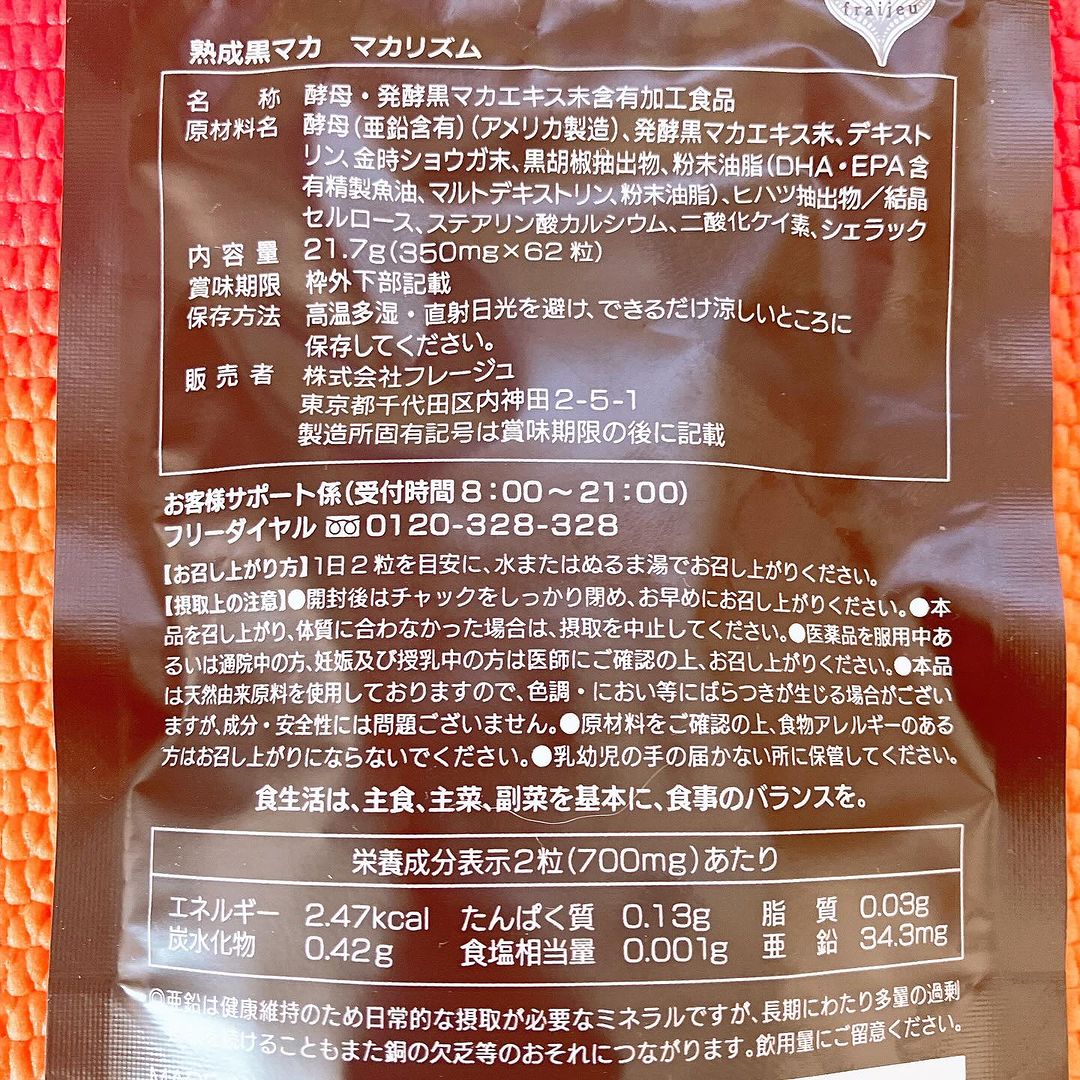 fraijeu
熟成黒マカ　マカリズム
名　称　酵母・発酵黒マカエキス末含有加工食品
原材料名　酵母(亜鉛含有)(アメリカ製造)、発酵黒マカエキス末、デキスト
リン、金時ショウガ末、黒胡椒抽出物、粉末油脂(DHA・EPA含
有精製魚油、マルトデキストリン、粉末油脂)、ヒハツ抽出物／結晶
セルロース、ステアリン酸カルシウム、二酸化ケイ素、シェラック
内容量　21.7g(350mg×62粒)
賞味期限　枠外下部記載
保存方法　高温多湿・直射日光を避け、できるだけ涼しいところに
保存してください。
販売者　株式会社フレージュ
東京都千代田区内神田2-5-1
製造所固有記号は賞味期限の後に記載
お客様サポート係(受付時間8:00〜21:00)
フリーダイヤル 0120-328-328
【お召し上がり方】1日2粒を目安に、水またはぬるま湯でお召し上がりください。
【摂取上の注意】●開封後はチャックをしっかり閉め、お早めにお召し上がりください。●本
品を召し上がり、体質に合わなかった場合は、摂取を中止してください。●医薬品を服用中あ
るいは通院中の方、妊娠及び授乳中の方は医師にご確認の上、お召し上がりください。●本品
は天然由来原料を使用しておりますので、色調・におい等にばらつきが生じる場合がござい
ますが、成分・安全性には問題ございません。●原材料をご確認の上、食物アレルギーのある
方はお召し上がりにならないでください。●乳幼児の手の届かない所に保管してください。
食生活は、主食、主菜、副菜を基本に、食事のバランスを。
栄養成分表示2粒(700mg)あたり
エネルギー　2.47kcal　たんぱく質　0.13g　脂　質　0.03g
炭水化物　0.42g　食塩相当量　0.001g　亜　鉛　34.3mg
◎亜鉛は健康維持のため日常的な摂取が必要なミネラルですが、長期にわたり多量の過剰
続けることもまた銅の欠乏等のおそれにつながります。飲用量にご留意ください。